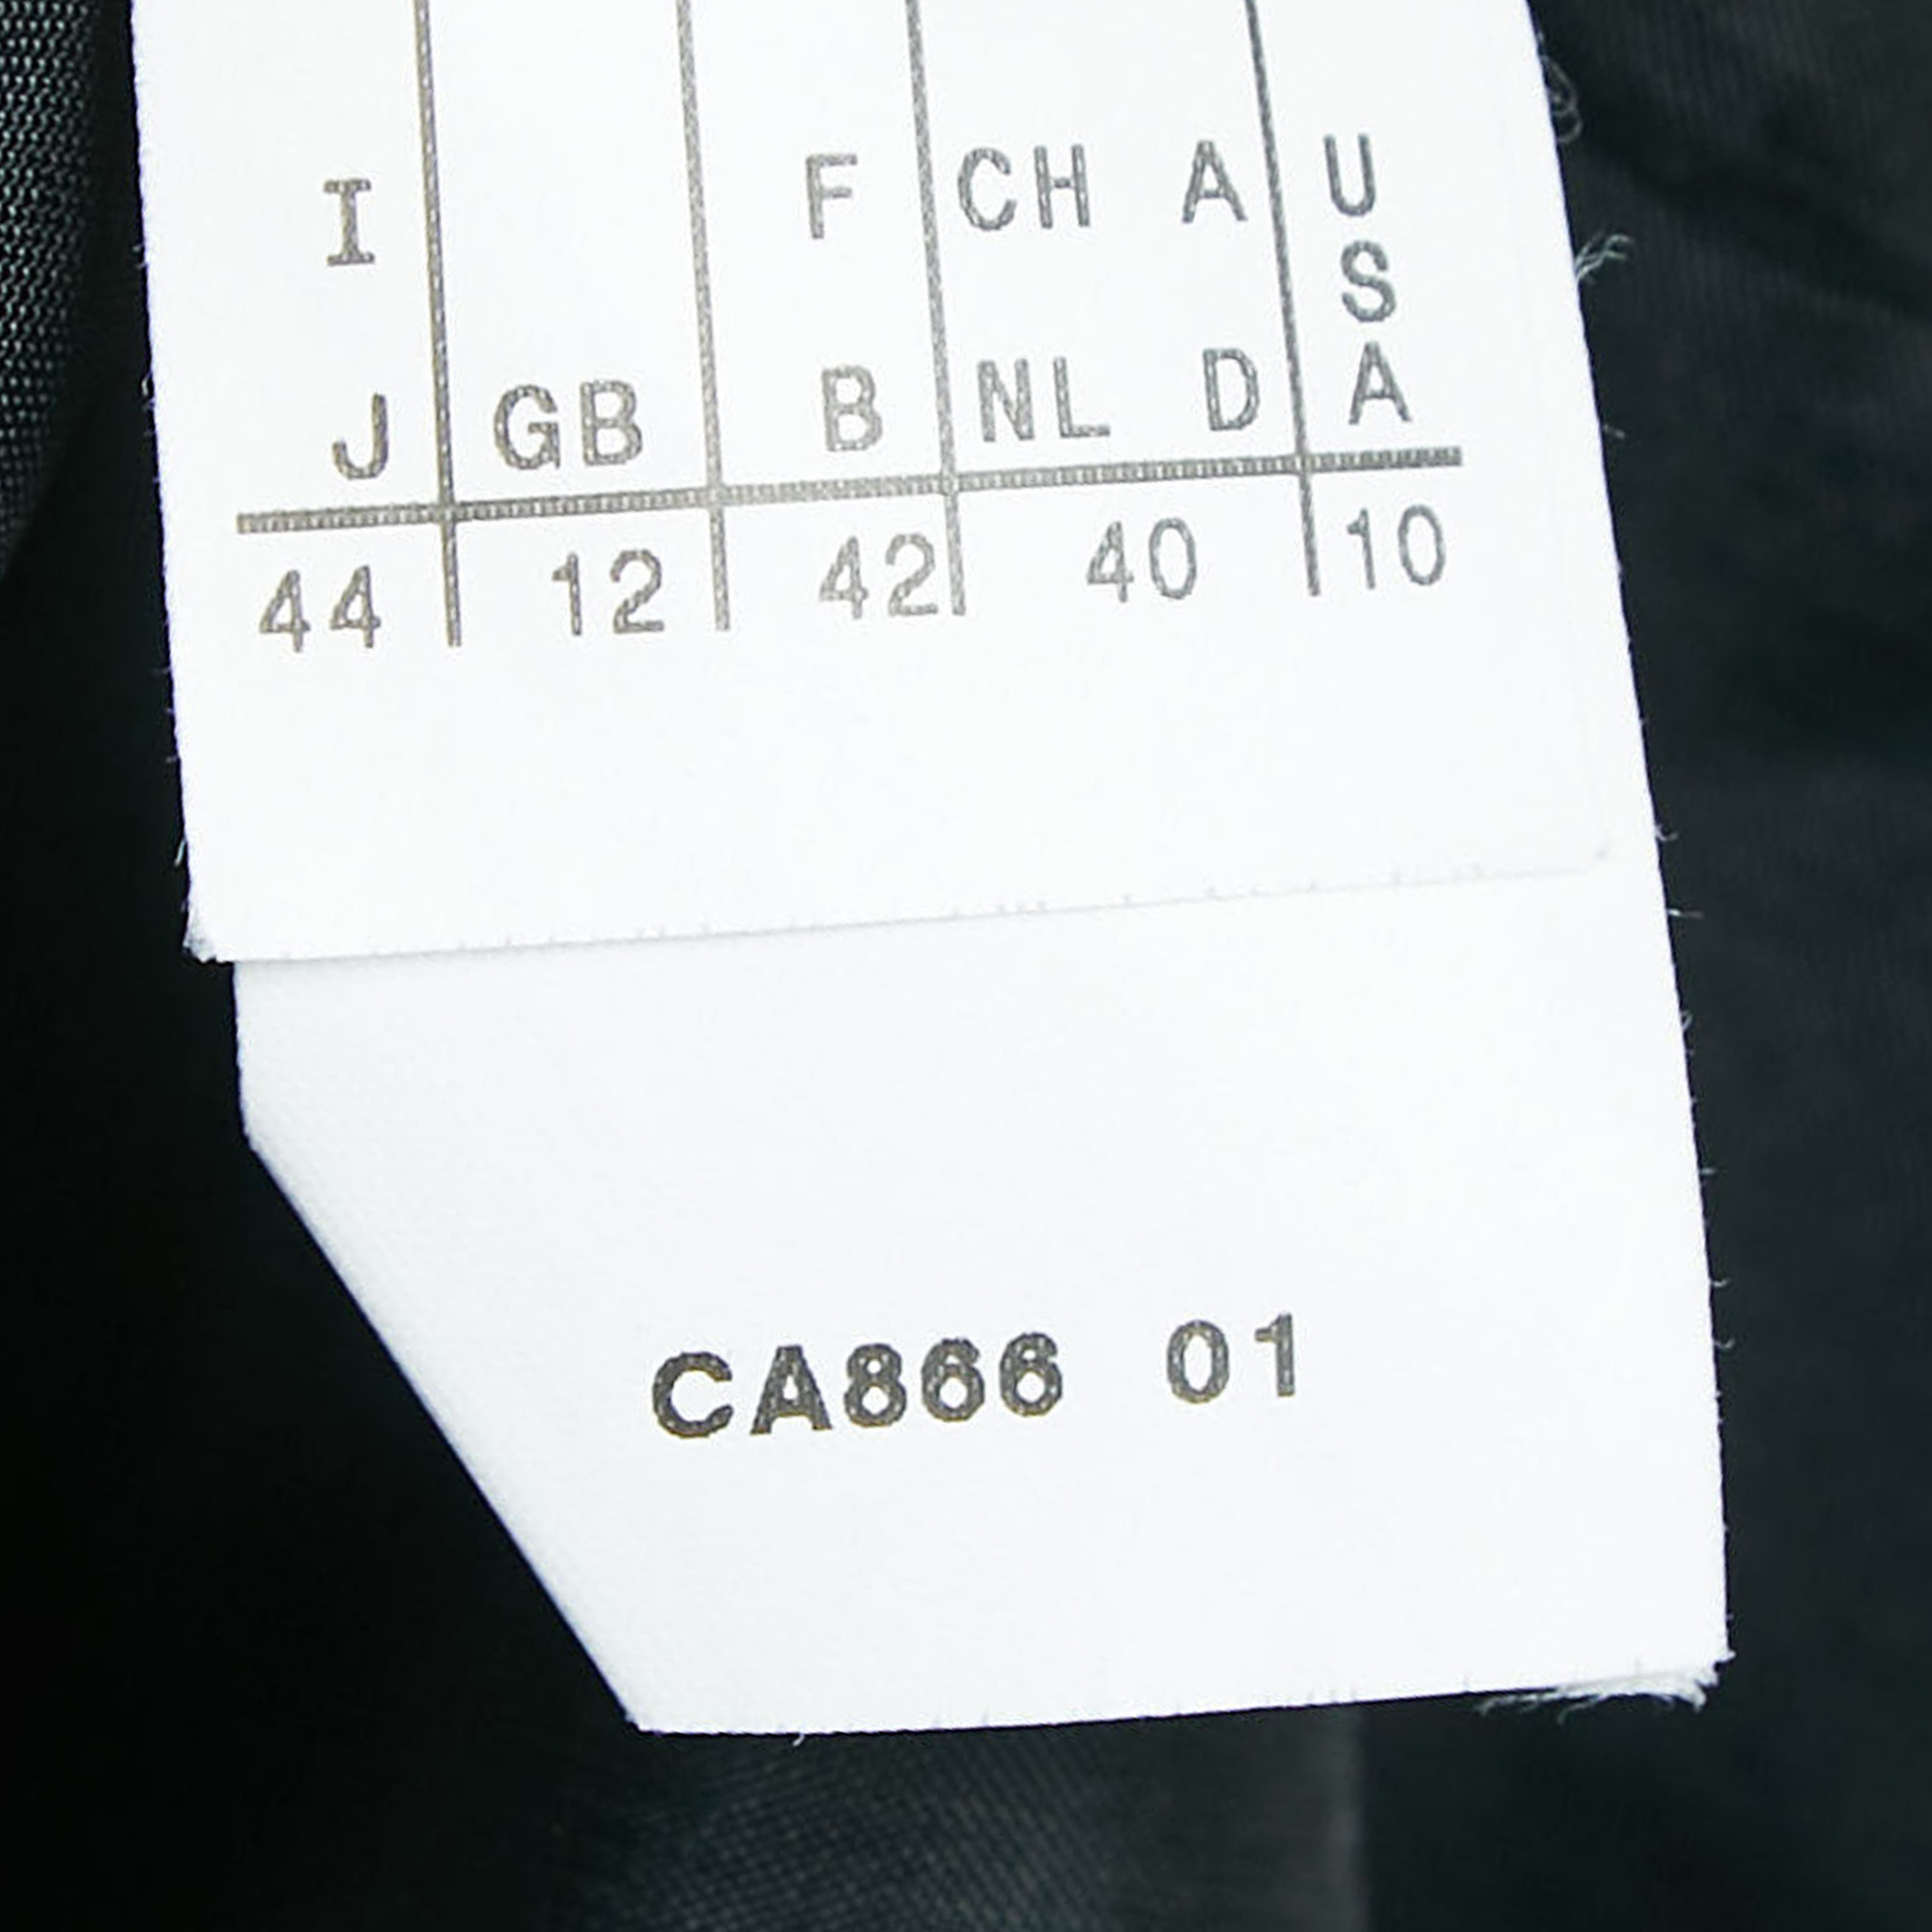 I F CH A U
S
J GB B NL D A
44 12 42 40 10
CA866 01